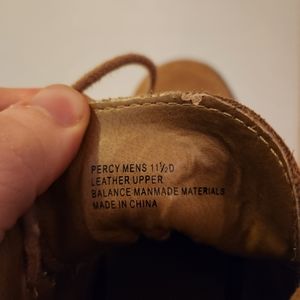 PERCY MENS 11½D
LEATHER UPPER
BALANCE MANMADE MATERIALS
MADE IN CHINA